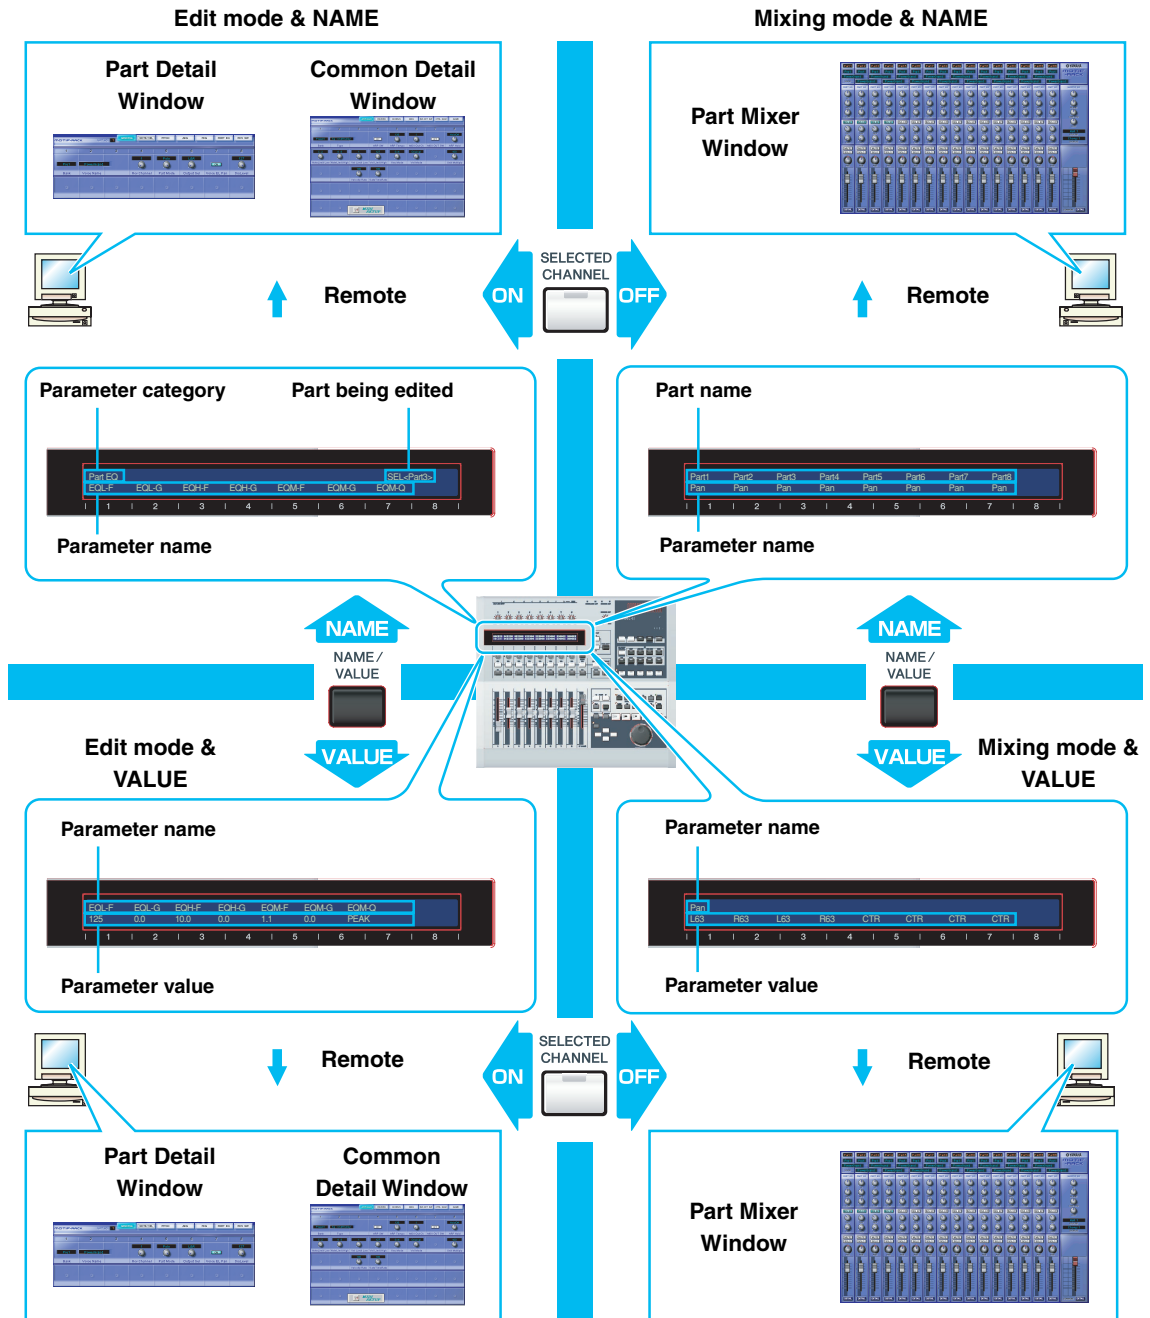 Edit mode & NAME
Mixing mode & NAME
Part Detail
Window
Common Detail
Window
Part Mixer
Window
SELECTED
CHANNEL
ON
OFF
Remote
Remote
Parameter category
Part being edited
Part EQ
SEL<Part3>
EQL-F EQL-G EQH-F EQH-G EQM-F EQM-G EQM-Q
1 2 3 4 5 6 7 8
Parameter name
Part name
Part1 Part2 Part3 Part4 Part5 Part6 Part7 Part8
Pan Pan Pan Pan Pan Pan Pan Pan
1 2 3 4 5 6 7 8
Parameter name
NAME
NAME/
VALUE
VALUE
NAME
NAME/
VALUE
VALUE
Edit mode &
VALUE
Mixing mode &
VALUE
Parameter name
EQL-F EQL-G EQH-F EQH-G EQM-F EQM-G EQM-Q
125 0.0 10.0 0.0 1.1 0.0 PEAK
1 2 3 4 5 6 7 8
Parameter value
Parameter name
Pan
L63 R63 L63 R63 CTR CTR CTR CTR
1 2 3 4 5 6 7 8
Parameter value
Remote
SELECTED
CHANNEL
ON
OFF
Remote
Part Detail
Window
Common
Detail Window
Part Mixer
Window